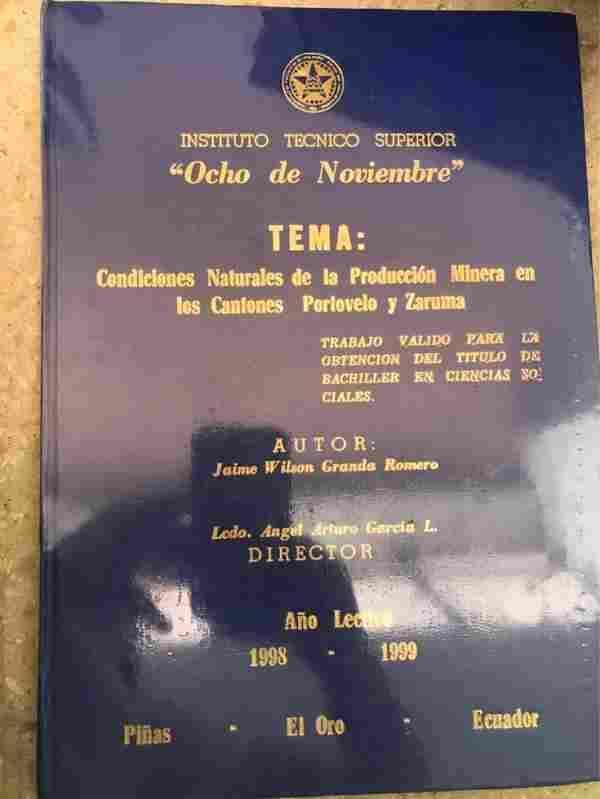 INSTITUTO TECNICO SUPERIOR
"Ocho de Noviembre"
TEMA:
Condiciones Naturales de la Producción Minera en
los Cantones Portovelo y Zaruma
TRABAJO VALIDO PARA LA
OBTENCION DEL TITULO DE
BACHILLER EN CIENCIAS SO
CIALES.
AUTOR:
Jaime Wilson Granda Romero
Lcdo. Angel Arturo García L.
DIRECTOR
Año Lectivo
1998 - 1999
Piñas - El Oro - Ecuador